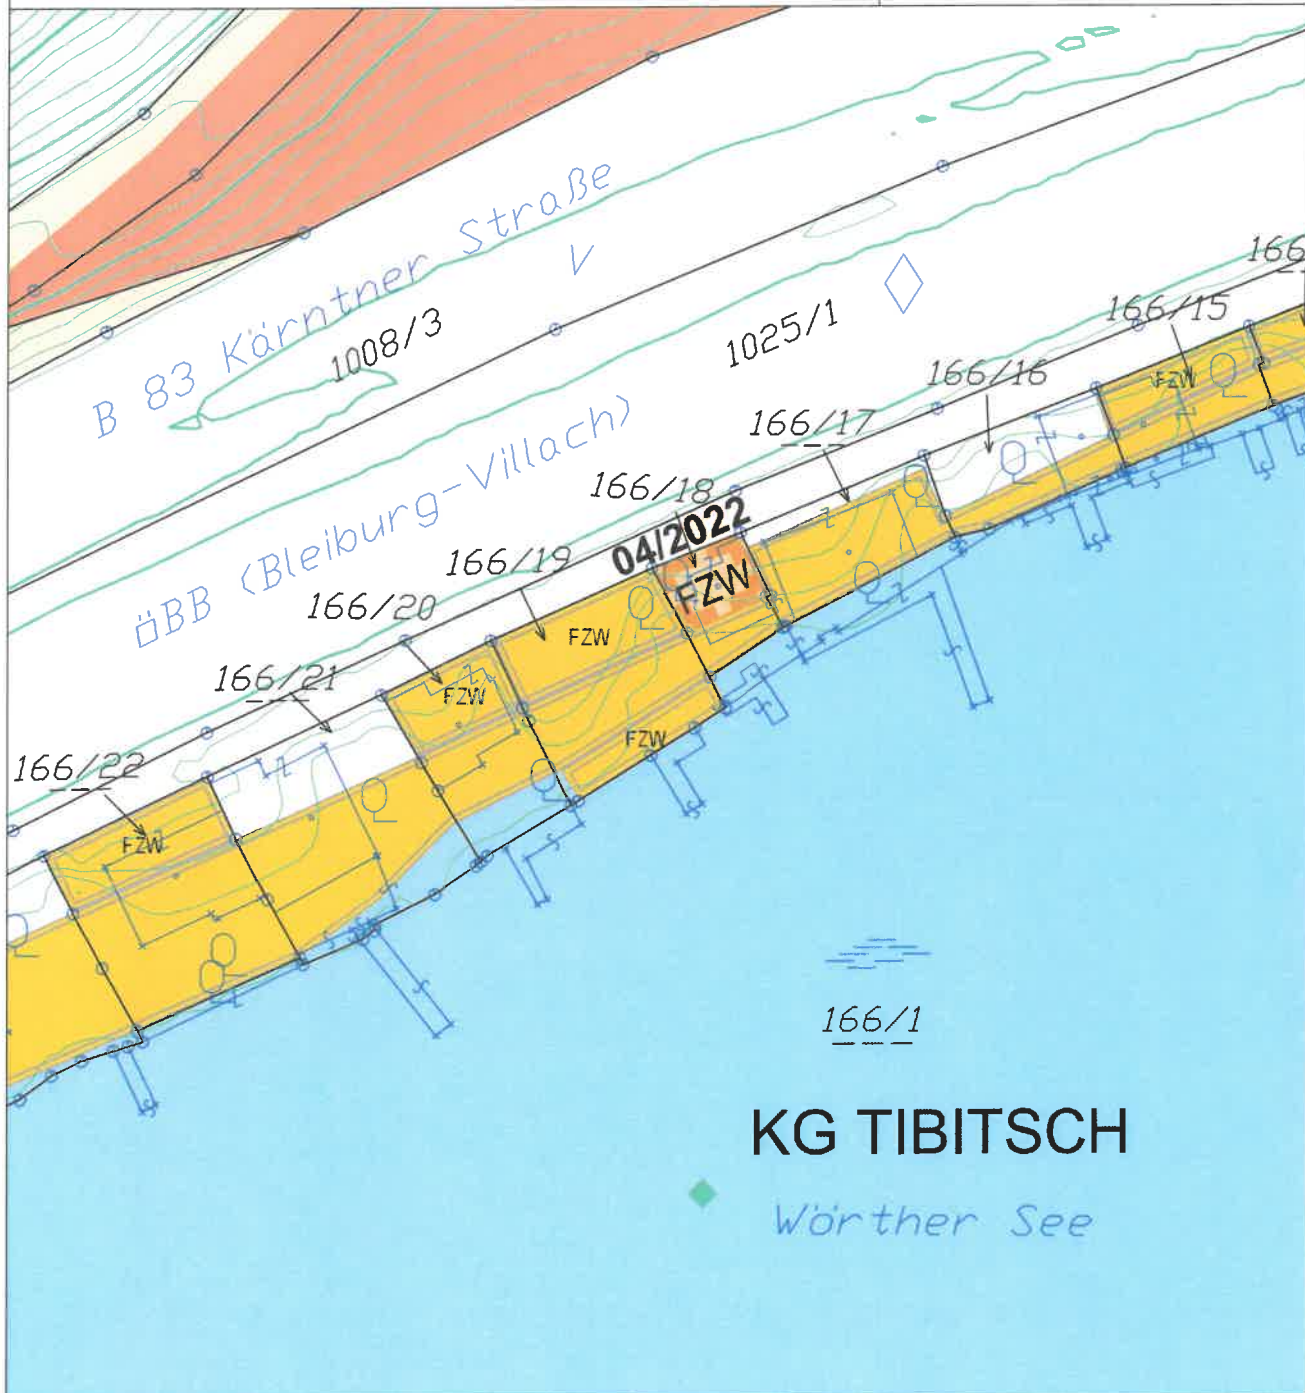 B 83 Kärntner Straße
V
1008/3
1025/1
166
166/15
166/16
166/17
166/18
04/2022
FZW
FZW
ÖBB (Bleiburg-Villach)
166/19
FZW
166/20
FZW
FZW
166/21
166/22
FZW
166/1
KG TIBITSCH
Wörther See